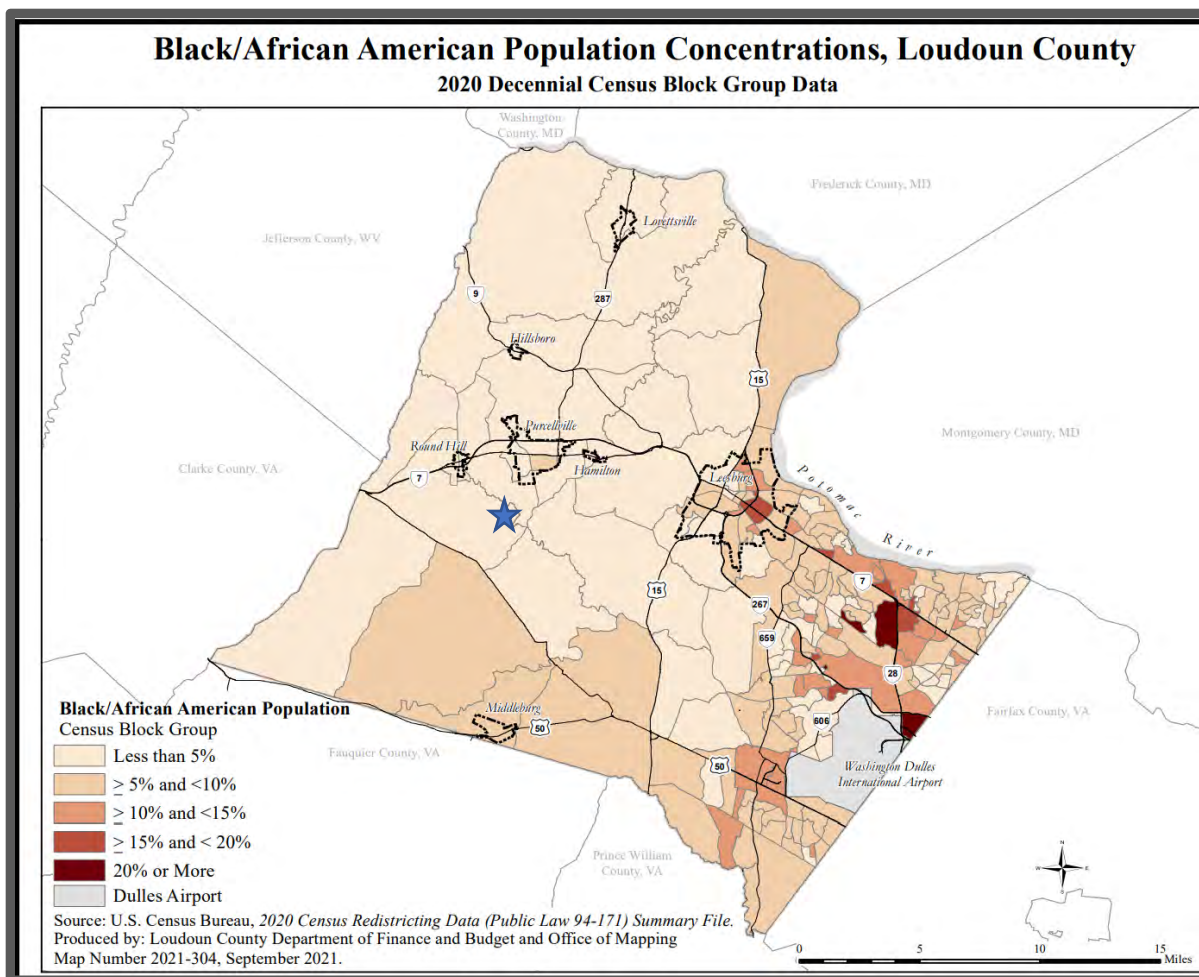 Black/African American Population Concentrations, Loudoun County
2020 Decennial Census Block Group Data
Washington
County, MD
Frederick County, MD
Jefferson County, WV
Lovettsville
9
287
Hillsboro
15
Purcellville
Round Hill
Hamilton
Montgomery County, MD
Clarke County, VA
7
Leesburg
Potomac River
7
15
267
659
28
Middleburg
50
606
Fairfax County, VA
Fauquier County, VA
Washington Dulles
International Airport
50
Prince William
County, VA
Black/African American Population
Census Block Group
Less than 5%
≥ 5% and <10%
≥ 10% and <15%
≥ 15% and < 20%
20% or More
Dulles Airport
Source: U.S. Census Bureau, 2020 Census Redistricting Data (Public Law 94-171) Summary File.
Produced by: Loudoun County Department of Finance and Budget and Office of Mapping
Map Number 2021-304, September 2021.
N
W E
S
0 5 10 15
Miles